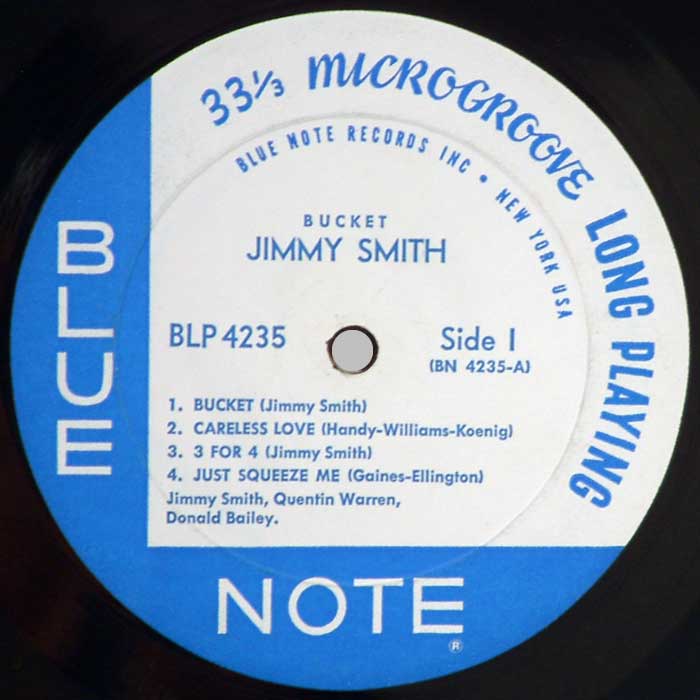 33⅓ MICROGROOVE LONG PLAYING
BLUE NOTE RECORDS INC • NEW YORK USA
BUCKET
JIMMY SMITH
BLP 4235
Side 1
(BN 4235-A)
1. BUCKET (Jimmy Smith)
2. CARELESS LOVE (Handy-Williams-Koenig)
3. 3 FOR 4 (Jimmy Smith)
4. JUST SQUEEZE ME (Gaines-Ellington)
Jimmy Smith, Quentin Warren,
Donald Bailey.
BLUE
NOTE
®